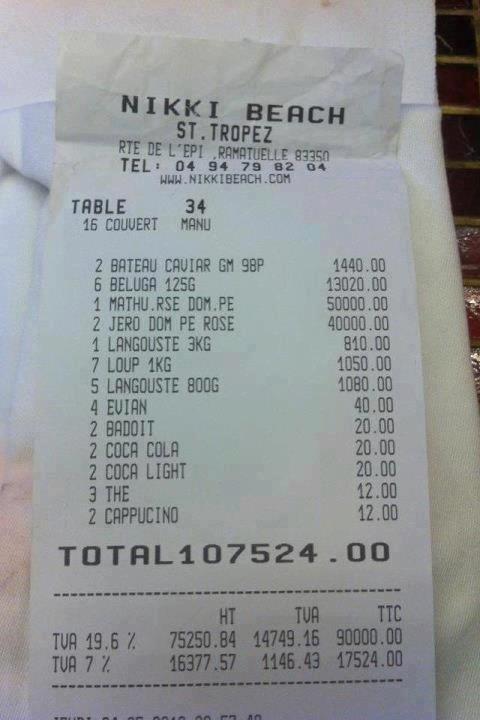 NIKKI BEACH
ST.TROPEZ
RTE DE L'EPI ,RAMATUELLE 83350
TEL: 04 94 79 82 04
WWW.NIKKIBEACH.COM
TABLE 34
16 COUVERT MANU
2 BATEAU CAVIAR GM 98P 1440.00
6 BELUGA 125G 13020.00
1 MATHU.RSE DOM.PE 50000.00
2 JERO DOM PE ROSE 40000.00
1 LANGOUSTE 3KG 810.00
7 LOUP 1KG 1050.00
5 LANGOUSTE 800G 1080.00
4 EVIAN 40.00
2 BADOIT 20.00
2 COCA COLA 20.00
2 COCA LIGHT 20.00
3 THE 12.00
2 CAPPUCINO 12.00
TOTAL107524.00
HT TVA TTC
TVA 19.6 % 75250.84 14749.16 90000.00
TVA 7 % 16377.57 1146.43 17524.00